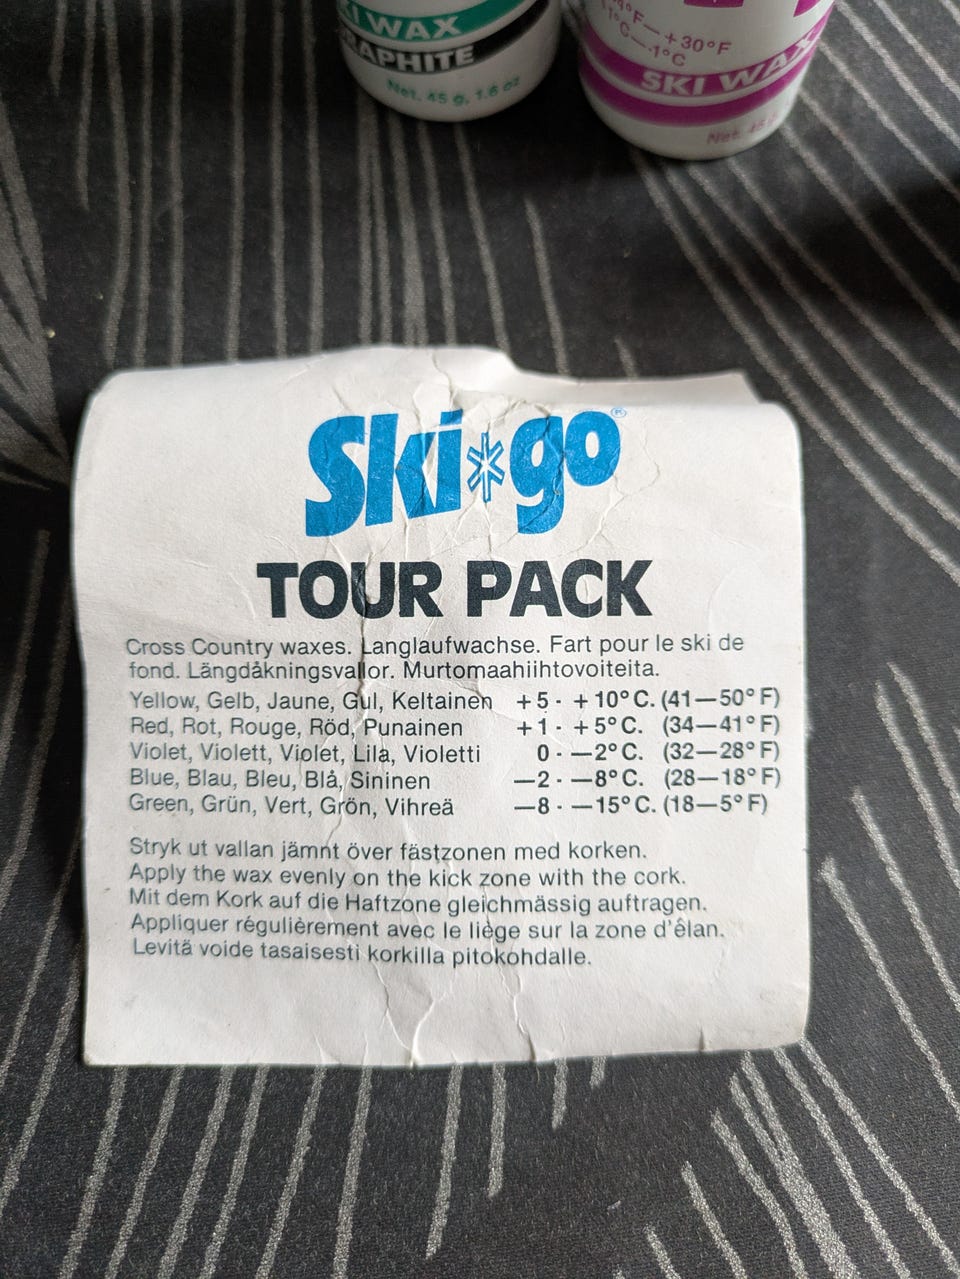 KI WAX
RAPHITE
Net. 45 g, 1.6 oz
°F—+30°F
°C—-1°C
SKI WAX
Net. 45
Ski*go®
TOUR PACK
Cross Country waxes. Langlaufwachse. Fart pour le ski de
fond. Längdåkningsvallor. Murtomaahiihtovoiteita.
Yellow, Gelb, Jaune, Gul, Keltainen +5 - +10°C. (41—50°F)
Red, Rot, Rouge, Röd, Punainen +1 - +5°C. (34—41°F)
Violet, Violett, Violet, Lila, Violetti 0 - —2°C. (32—28°F)
Blue, Blau, Bleu, Blå, Sininen —2 - —8°C. (28—18°F)
Green, Grün, Vert, Grön, Vihreä —8 - —15°C. (18—5°F)
Stryk ut vallan jämnt över fästzonen med korken.
Apply the wax evenly on the kick zone with the cork.
Mit dem Kork auf die Haftzone gleichmässig auftragen.
Appliquer régulièrement avec le liège sur la zone d'êlan.
Levitä voide tasaisesti korkilla pitokohdalle.